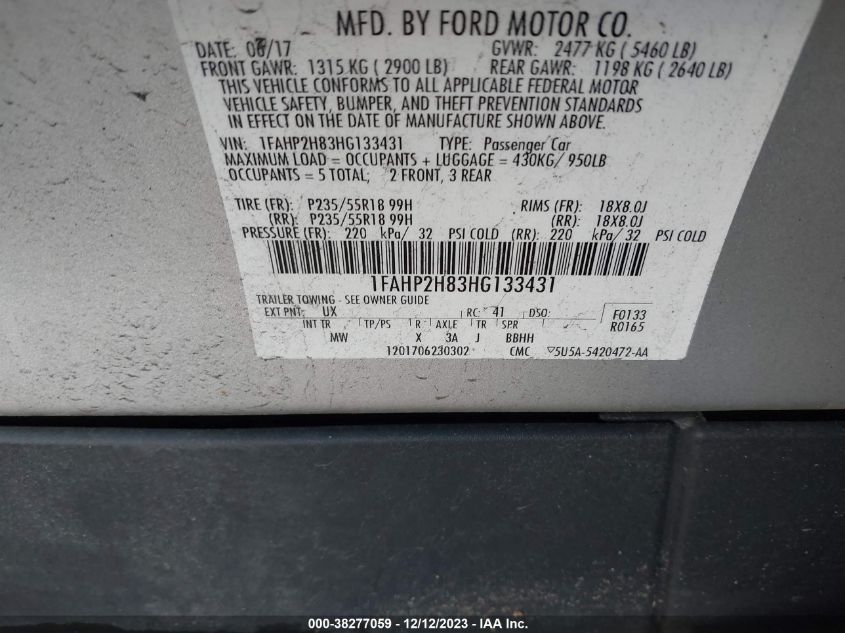 MFD. BY FORD MOTOR CO.
DATE: 06/17 GVWR: 2477 KG ( 5460 LB)
FRONT GAWR: 1315 KG ( 2900 LB) REAR GAWR: 1198 KG ( 2640 LB)
THIS VEHICLE CONFORMS TO ALL APPLICABLE FEDERAL MOTOR
VEHICLE SAFETY, BUMPER, AND THEFT PREVENTION STANDARDS
IN EFFECT ON THE DATE OF MANUFACTURE SHOWN ABOVE.
VIN: 1FAHP2H83HG133431 TYPE: Passenger Car
MAXIMUM LOAD = OCCUPANTS + LUGGAGE = 430KG/ 950LB
OCCUPANTS = 5 TOTAL; 2 FRONT, 3 REAR
TIRE (FR): P235/55R18 99H RIMS (FR): 18X8.0J
(RR): P235/55R18 99H (RR): 18X8.0J
PRESSURE (FR): 220 kPa/ 32 PSI COLD (RR): 220 kPa/ 32 PSI COLD
1FAHP2H83HG133431
TRAILER TOWING - SEE OWNER GUIDE
EXT PNT: UX RC: 41 DSO: F0133
INT TR TP/PS R AXLE TR SPR R0165
MW X 3A J BBHH
1201706230302 CMC ▽5U5A-5420472-AA
000-38277059 - 12/12/2023 - IAA Inc.